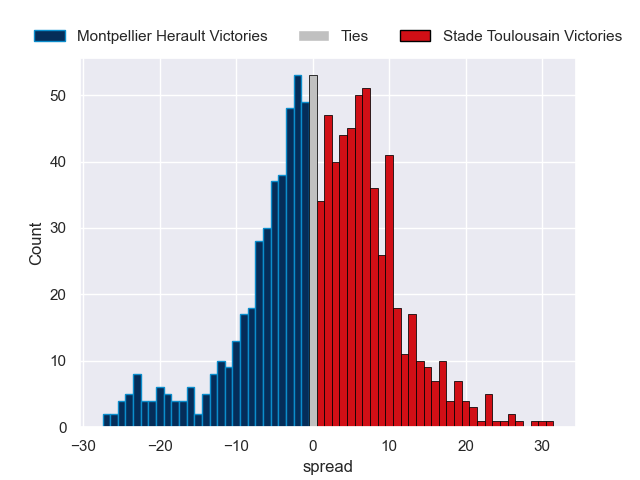 Montpellier Herault Victories Ties Stade Toulousain Victories
50
40
30
20
10
0
Count
−30 −20 −10 0 10 20 30
spread